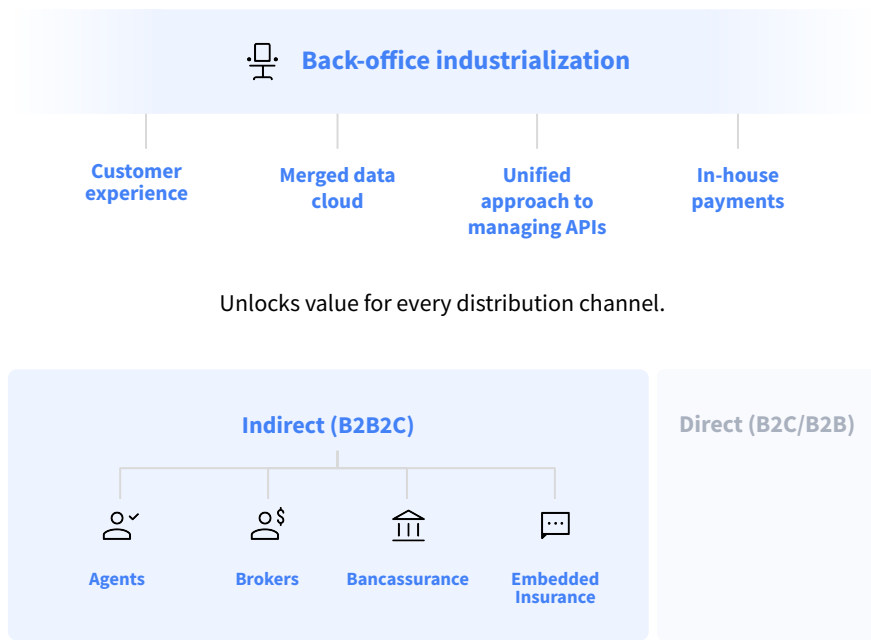 Back-office industrialization
Customer
experience
Merged data
cloud
Unified
approach to
managing APIs
In-house
payments
Unlocks value for every distribution channel.
Indirect (B2B2C)
Direct (B2C/B2B)
Agents
Brokers
Bancassurance
Embedded
Insurance